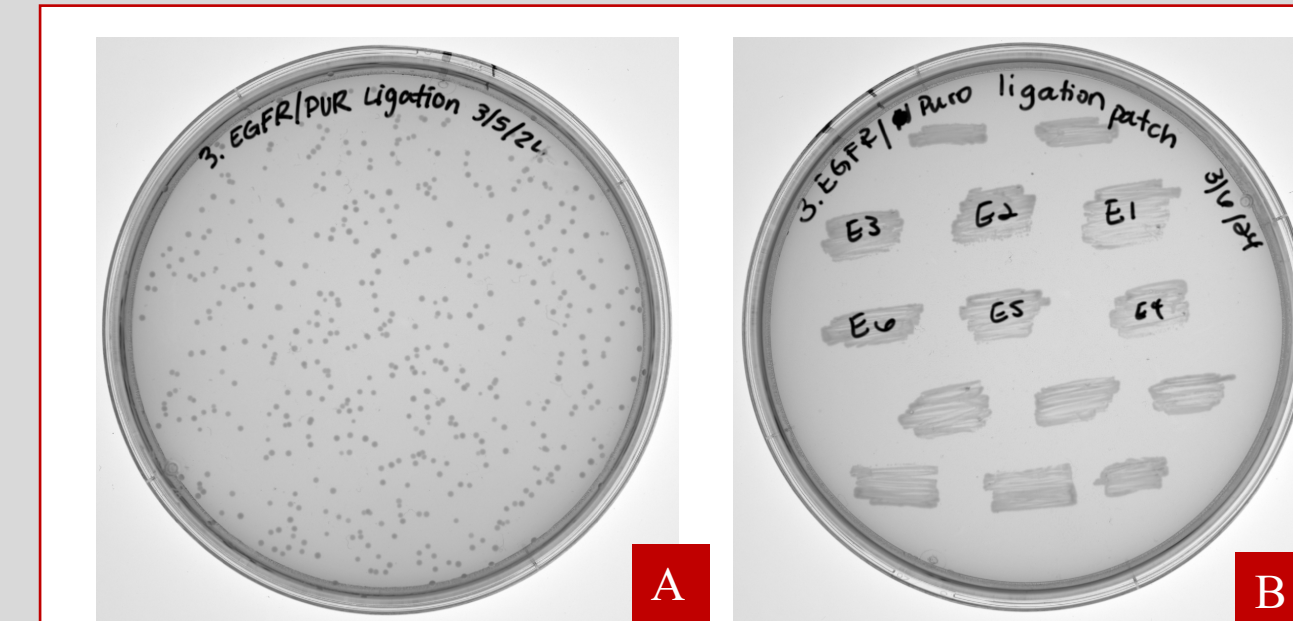 3. EGFR/PUR Ligation 3/5/24
3. EGFR/ Puro ligation patch
3/6/24
E3 E2 E1
E6 E5 E4
A
B